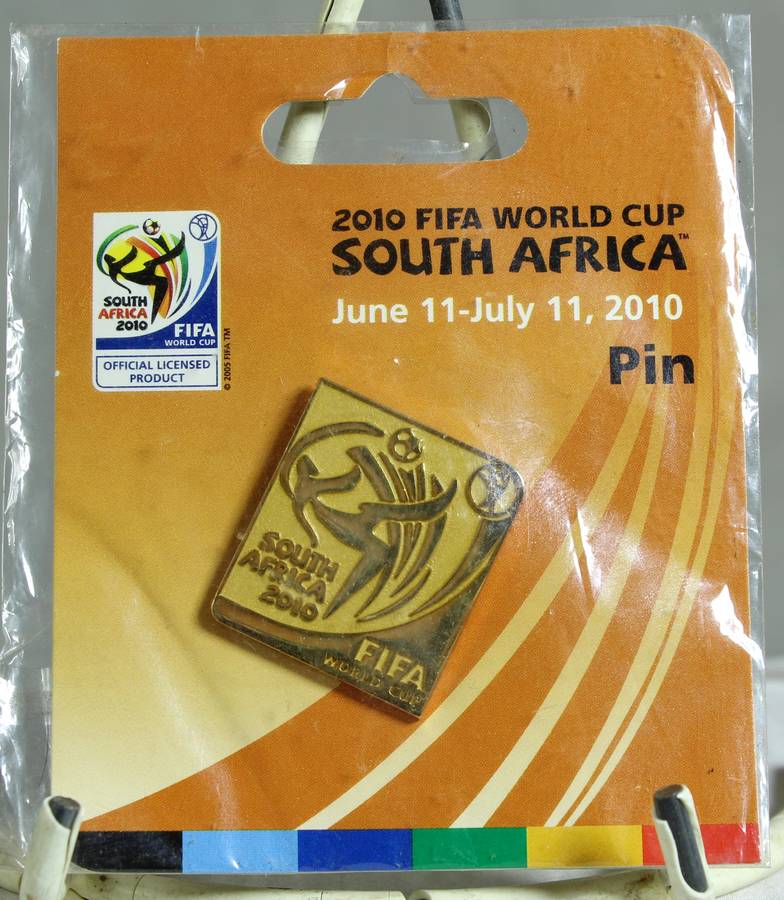 2010 FIFA WORLD CUP
SOUTH AFRICA™
June 11-July 11, 2010
Pin
SOUTH
AFRICA
2010
FIFA
WORLD CUP
OFFICIAL LICENSED
PRODUCT
© 2005 FIFA TM
SOUTH
AFRICA
2010
FIFA
WORLD CUP